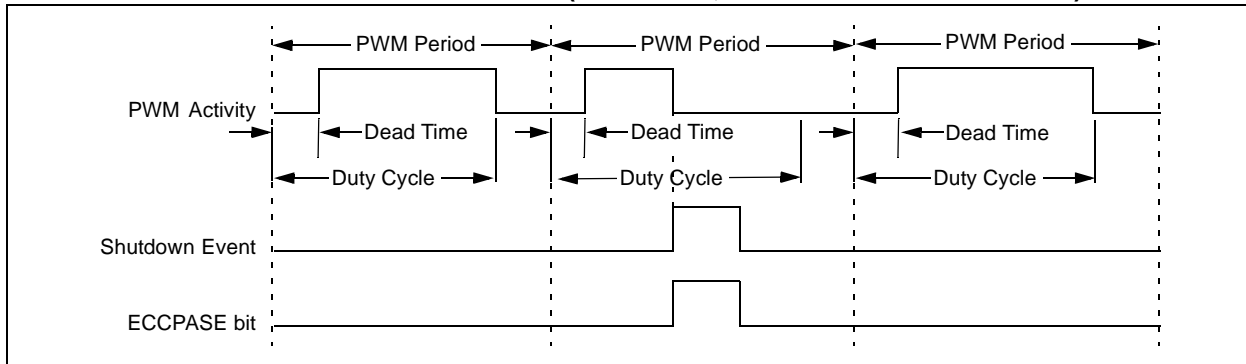 PWM Period PWM Period PWM Period
PWM Activity
Dead Time Dead Time Dead Time
Duty Cycle Duty Cycle Duty Cycle
Shutdown Event
ECCPASE bit